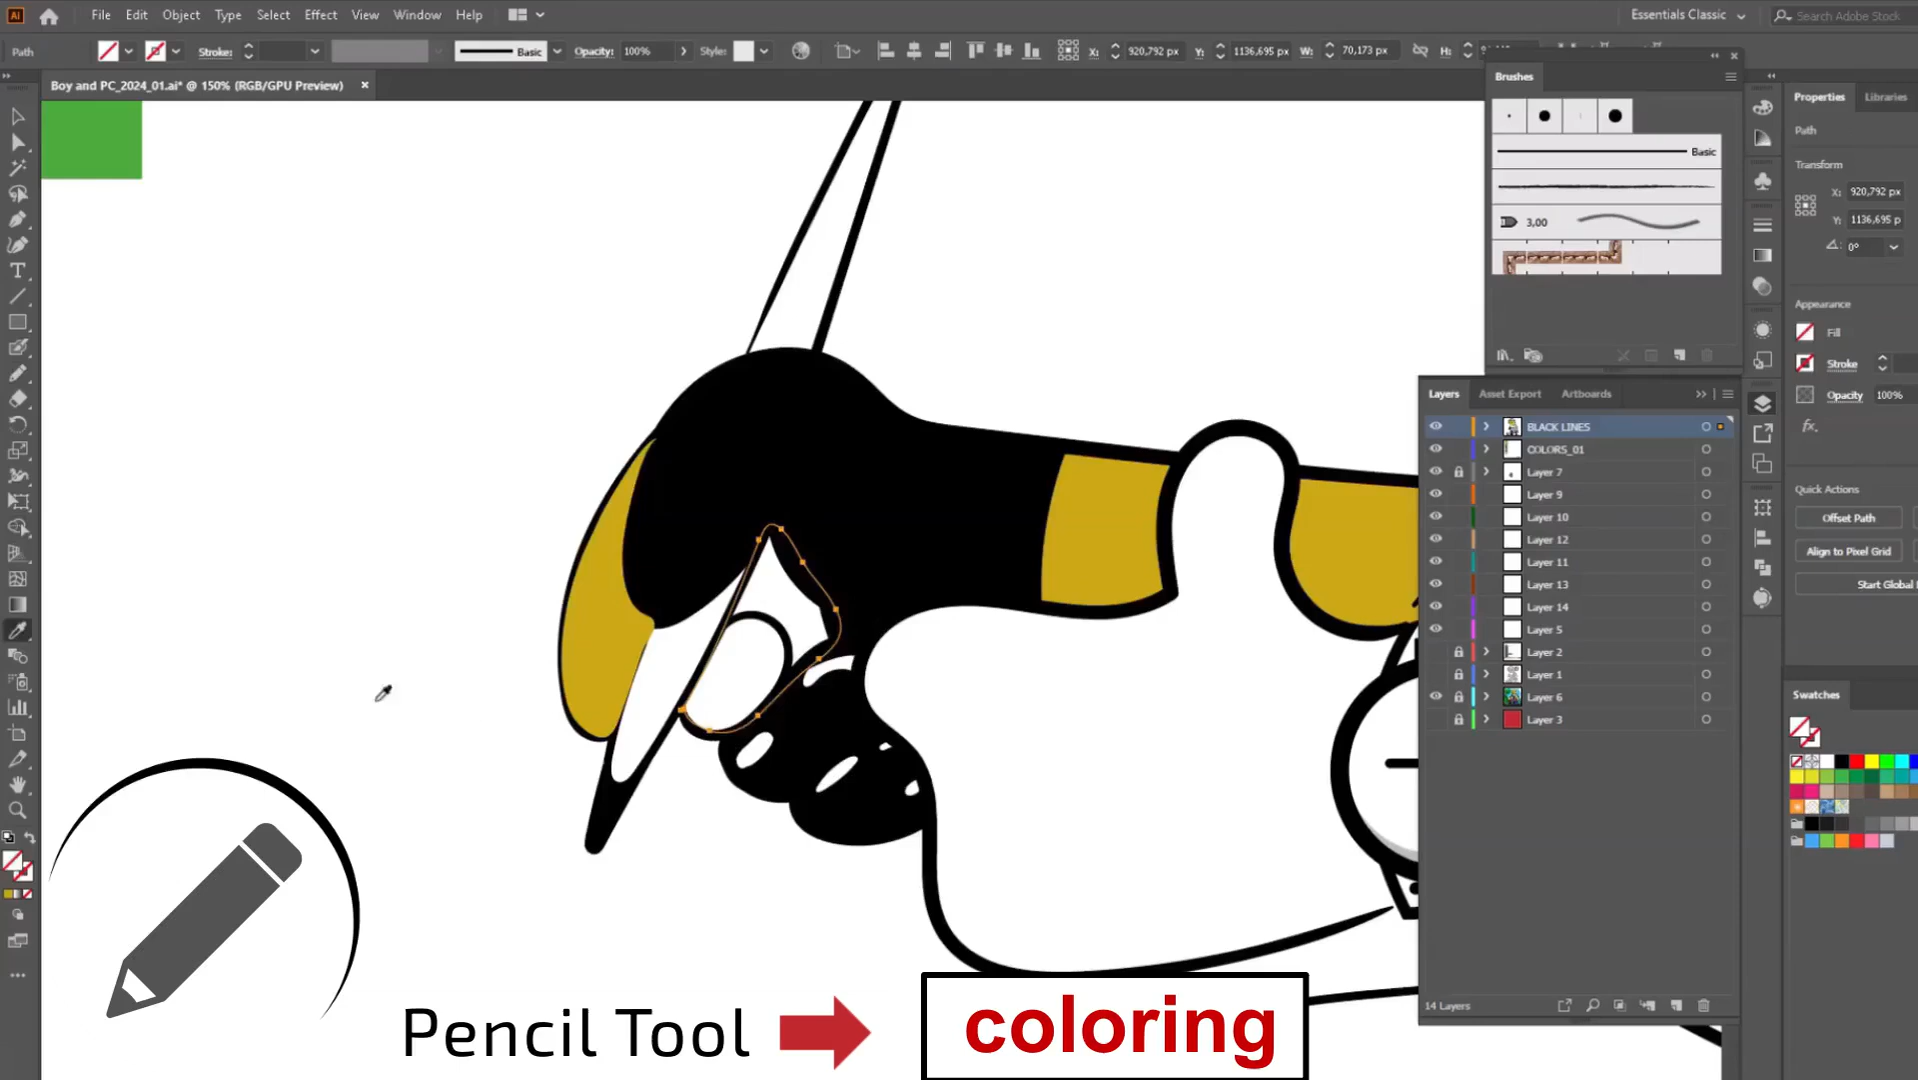 Ai File Edit Object Type Select Effect View Window Help Essentials Classic Search Adobe Stock
Path Stroke: Basic Opacity: 100% Style: X: 920,792 px Y: 1136,695 px W: 70,173 px H:
Boy and PC_2024_01.ai* @ 150% (RGB/GPU Preview) ×
Brushes
Basic
3,00
Layers Asset Export Artboards
BLACK LINES
COLORS_01
Layer 7
Layer 9
Layer 10
Layer 12
Layer 11
Layer 13
Layer 14
Layer 5
Layer 2
Layer 1
Layer 6
Layer 3
14 Layers
Properties Libraries
Path
Transform
X: 920,792 px
Y: 1136,695 p
0°
Appearance
Fill
Stroke
Opacity 100%
fx.
Quick Actions
Offset Path
Align to Pixel Grid
Start Global
Swatches
Pencil Tool
coloring